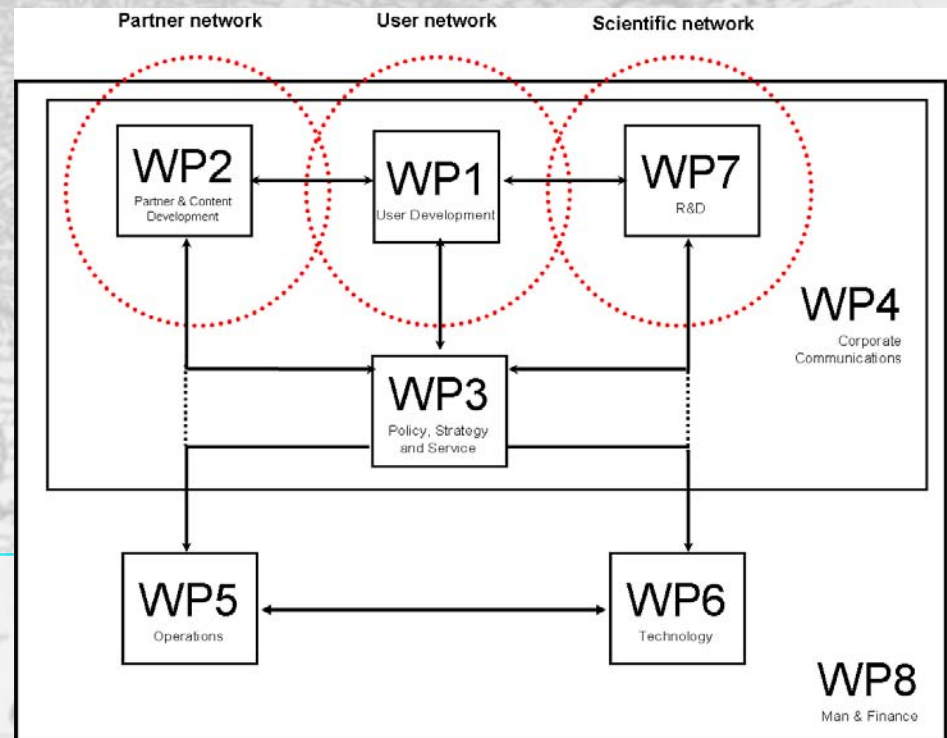 Partner network
User network
Scientific network
WP2
Partner & Content
Development
WP1
User Development
WP7
R&D
WP4
Corporate
Communications
WP3
Policy, Strategy
and Service
WP5
Operations
WP6
Technology
WP8
Man & Finance